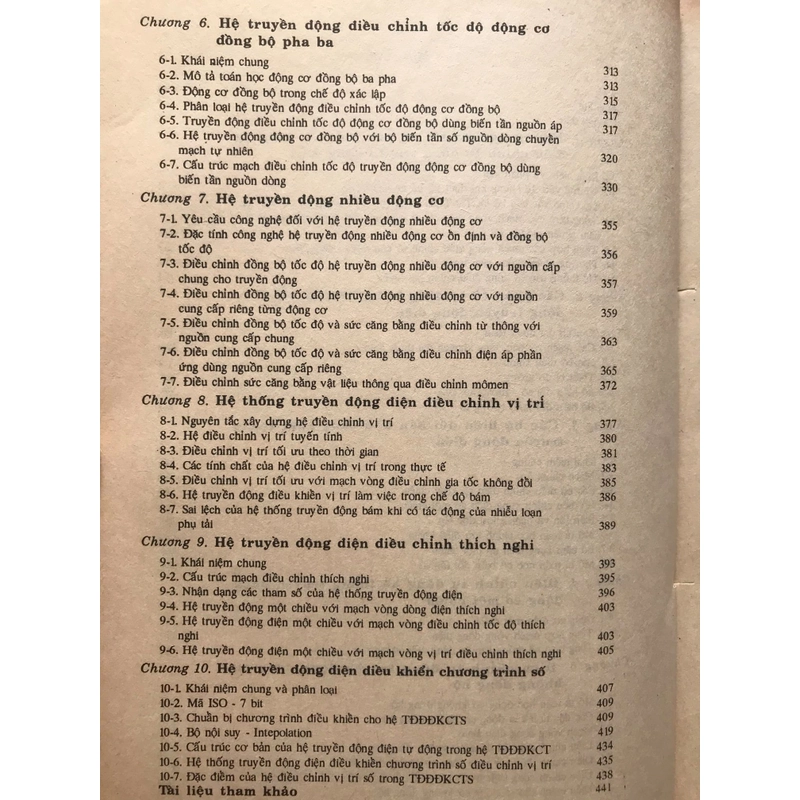 Chương 6. Hệ truyền động điều chỉnh tốc độ động cơ
đồng bộ pha ba
6-1. Khái niệm chung 313
6-2. Mô tả toán học động cơ đồng bộ ba pha 313
6-3. Động cơ đồng bộ trong chế độ xác lập 315
6-4. Phân loại hệ truyền động điều chỉnh tốc độ động cơ đồng bộ 317
6-5. Truyền động điều chỉnh tốc độ động cơ đồng bộ dùng biến tần nguồn áp 317
6-6. Hệ truyền động động cơ đồng bộ với bộ biến tần số nguồn dòng chuyển
mạch tự nhiên 320
6-7. Cấu trúc mạch điều chỉnh tốc độ truyền động động cơ đồng bộ dùng
biến tần nguồn dòng 330
Chương 7. Hệ truyền động nhiều động cơ
7-1. Yêu cầu công nghệ đối với hệ truyền động nhiều động cơ 355
7-2. Đặc tính công nghệ hệ truyền động nhiều động cơ ổn định và đồng bộ
tốc độ 356
7-3. Điều chỉnh đồng bộ tốc độ hệ truyền động nhiều động cơ với nguồn cấp
chung cho truyền động 357
7-4. Điều chỉnh đồng bộ tốc độ hệ truyền động nhiều động cơ với nguồn
cung cấp riêng từng động cơ 359
7-5. Điều chỉnh đồng bộ tốc độ và sức căng bằng điều chỉnh từ thông với
nguồn cung cấp chung 363
7-6. Điều chỉnh đồng bộ tốc độ và sức căng bằng điều chỉnh điện áp phần
ứng dùng nguồn cung cấp riêng 365
7-7. Điều chỉnh sức căng bằng vật liệu thông qua điều chỉnh mômen 372
Chương 8. Hệ thống truyền động điện điều chỉnh vị trí
8-1. Nguyên tắc xây dựng hệ điều chỉnh vị trí 377
8-2. Hệ điều chỉnh vị trí tuyến tính 380
8-3. Điều chỉnh vị trí tối ưu theo thời gian 381
8-4. Các tính chất của hệ điều chỉnh vị trí trong thực tế 383
8-5. Điều chỉnh vị trí tối ưu với mạch vòng điều chỉnh gia tốc không đổi 385
8-6. Hệ truyền động điều khiển vị trí làm việc trong chế độ bám 386
8-7. Sai lệch của hệ thống truyền động bám khi có tác động của nhiễu loạn
phụ tải 389
Chương 9. Hệ truyền động điện điều chỉnh thích nghi
9-1. Khái niệm chung 393
9-2. Cấu trúc mạch điều chỉnh thích nghi 395
9-3. Nhận dạng các tham số của hệ thống truyền động điện 396
9-4. Hệ truyền động một chiều với mạch vòng dòng điện thích nghi 403
9-5. Hệ truyền động điện một chiều với mạch vòng điều chỉnh tốc độ thích
nghi 403
9-6. Hệ truyền động điện một chiều với mạch vòng vị trí điều chỉnh thích nghi 405
Chương 10. Hệ truyền động điện điều khiển chương trình số
10-1. Khái niệm chung và phân loại 407
10-2. Mã ISO - 7 bit 409
10-3. Chuẩn bị chương trình điều khiển cho hệ TĐĐĐKCTS 409
10-4. Bộ nội suy - Intepolation 419
10-5. Cấu trúc cơ bản của hệ truyền động điện tự động trong hệ TĐĐĐKCT 434
10-6. Hệ thống truyền động điện điều khiển chương trình số điều chỉnh vị trí 435
10-7. Đặc điểm của hệ chỉnh vị trí số trong TĐĐĐKCTS 438
Tài liệu tham khảo 441